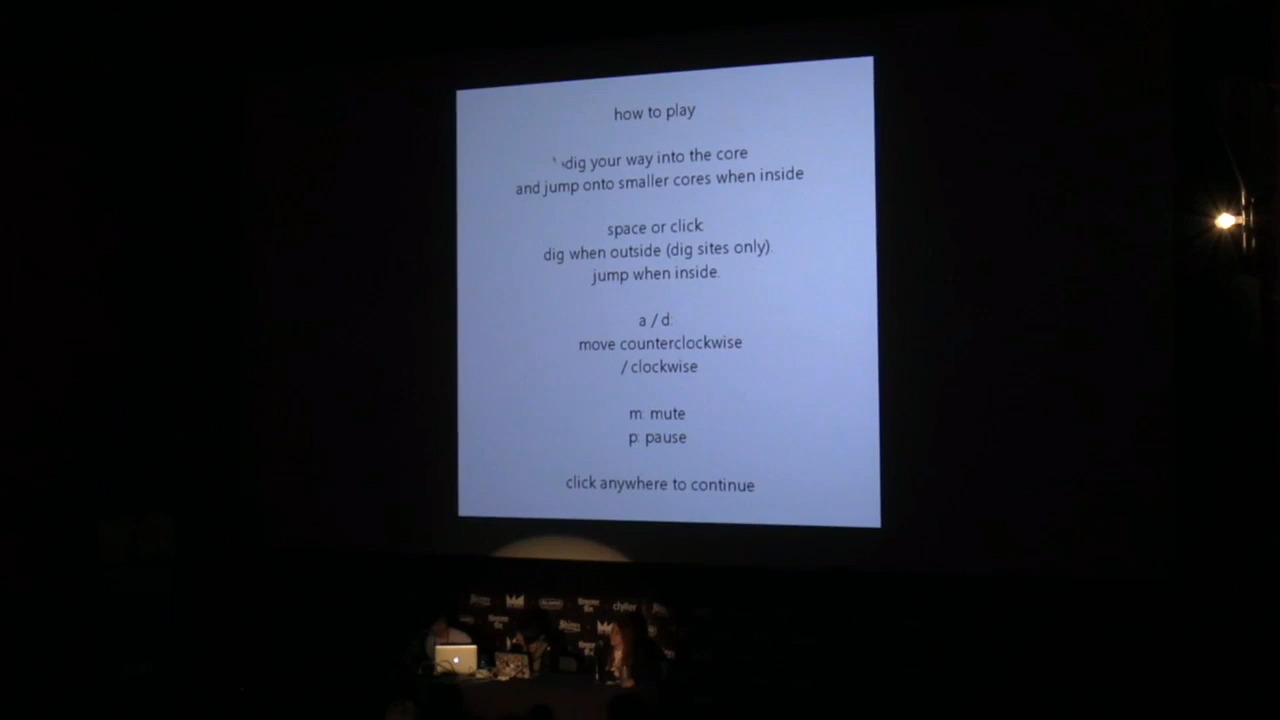 how to play
dig your way into the core
and jump onto smaller cores when inside
space or click:
dig when outside (dig sites only).
jump when inside.
a / d:
move counterclockwise
/ clockwise
m: mute
p: pause
click anywhere to continue